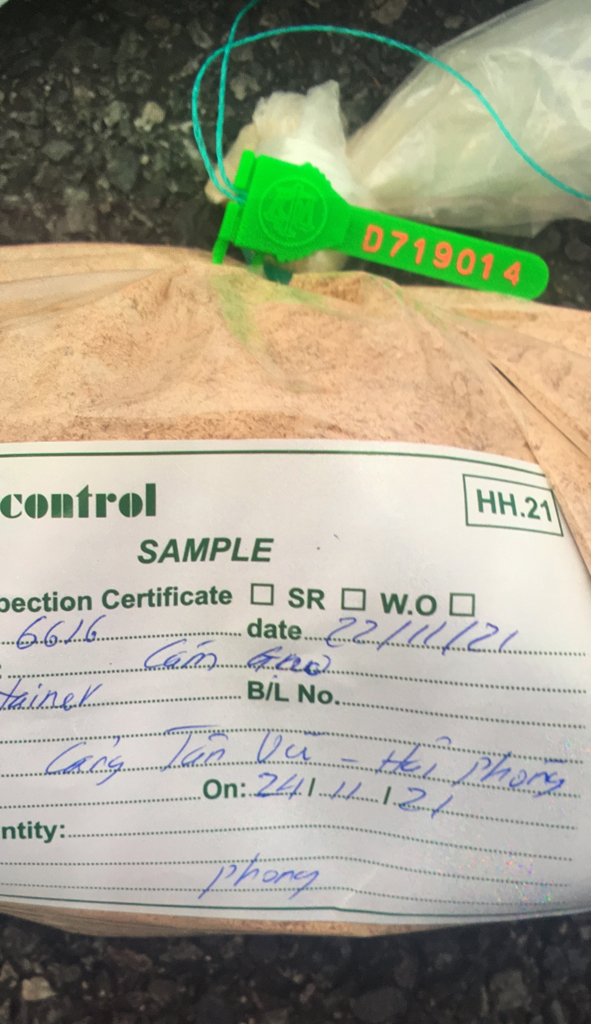 D719014
control
HH.21
SAMPLE
pection Certificate SR W.O
6616 date 22/11/21
Cám gạo
tainer B/L No.
Cảng Tân Vũ - Hải Phòng
On: 24/11/21
ntity:
phong